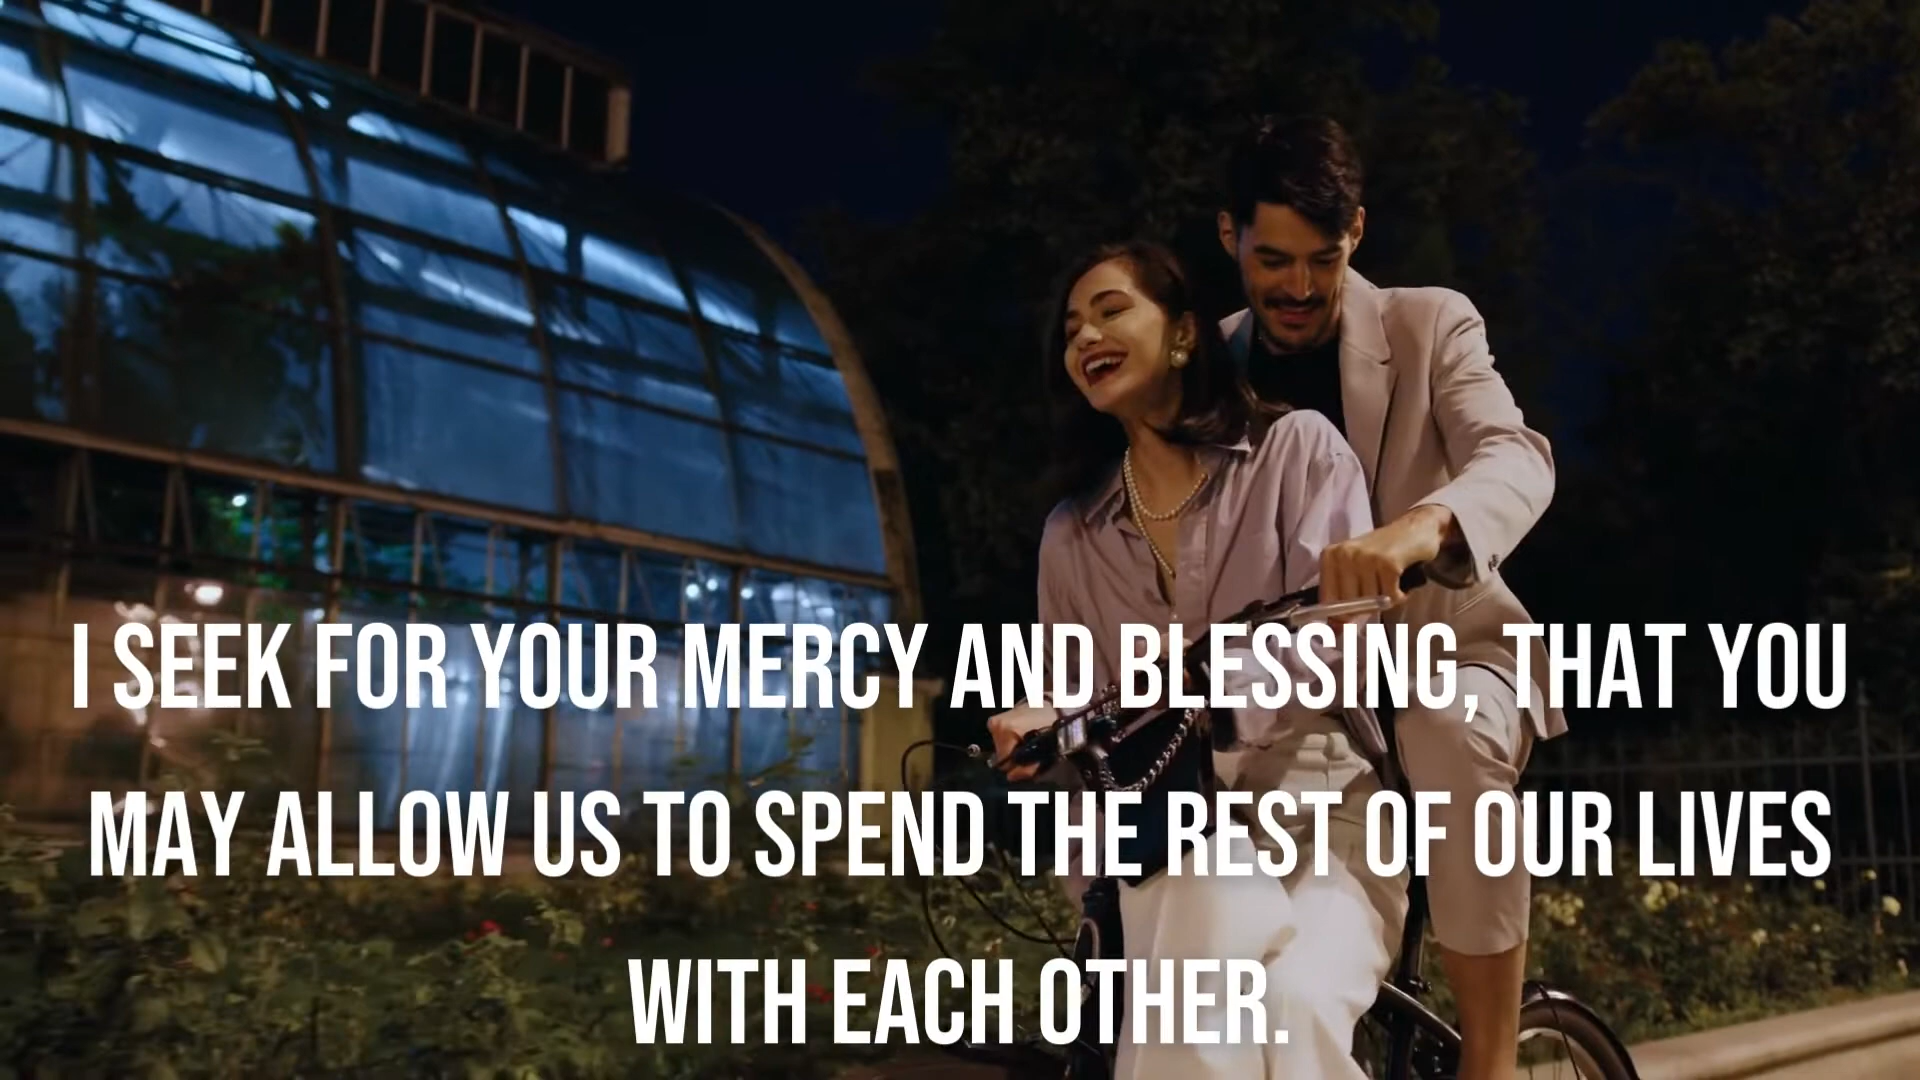 I SEEK FOR YOUR MERCY AND BLESSING, THAT YOU
MAY ALLOW US TO SPEND THE REST OF OUR LIVES
WITH EACH OTHER.